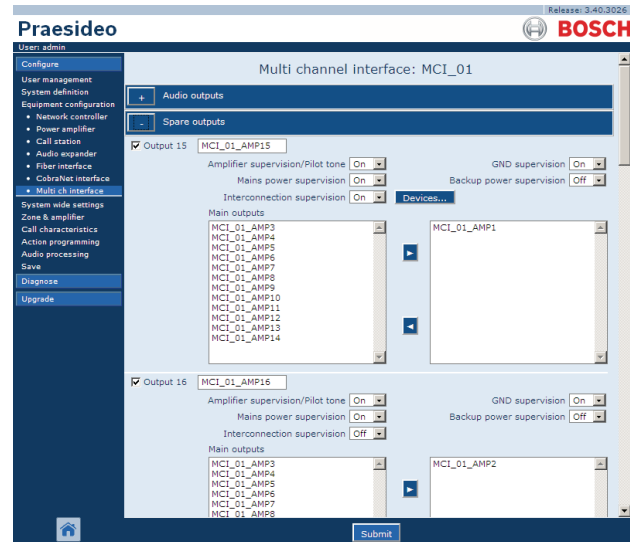 Release: 3.40.3026
Praesideo
BOSCH
User: admin
Configure
User management
System definition
Equipment configuration
• Network controller
• Power amplifier
• Call station
• Audio expander
• Fiber interface
• CobraNet interface
• Multi ch interface
System wide settings
Zone & amplifier
Call characteristics
Action programming
Audio processing
Save
Diagnose
Upgrade
Multi channel interface: MCI_01
+ Audio outputs
- Spare outputs
Output 15 MCI_01_AMP15
Amplifier supervision/Pilot tone On GND supervision On
Mains power supervision On Backup power supervision Off
Interconnection supervision On Devices...
Main outputs
MCI_01_AMP3 MCI_01_AMP1
MCI_01_AMP4
MCI_01_AMP5
MCI_01_AMP6
MCI_01_AMP7
MCI_01_AMP8
MCI_01_AMP9
MCI_01_AMP10
MCI_01_AMP11
MCI_01_AMP12
MCI_01_AMP13
MCI_01_AMP14
Output 16 MCI_01_AMP16
Amplifier supervision/Pilot tone On GND supervision On
Mains power supervision On Backup power supervision Off
Interconnection supervision Off
Main outputs
MCI_01_AMP3 MCI_01_AMP2
MCI_01_AMP4
MCI_01_AMP5
MCI_01_AMP6
MCI_01_AMP7
MCI_01_AMP8
Submit